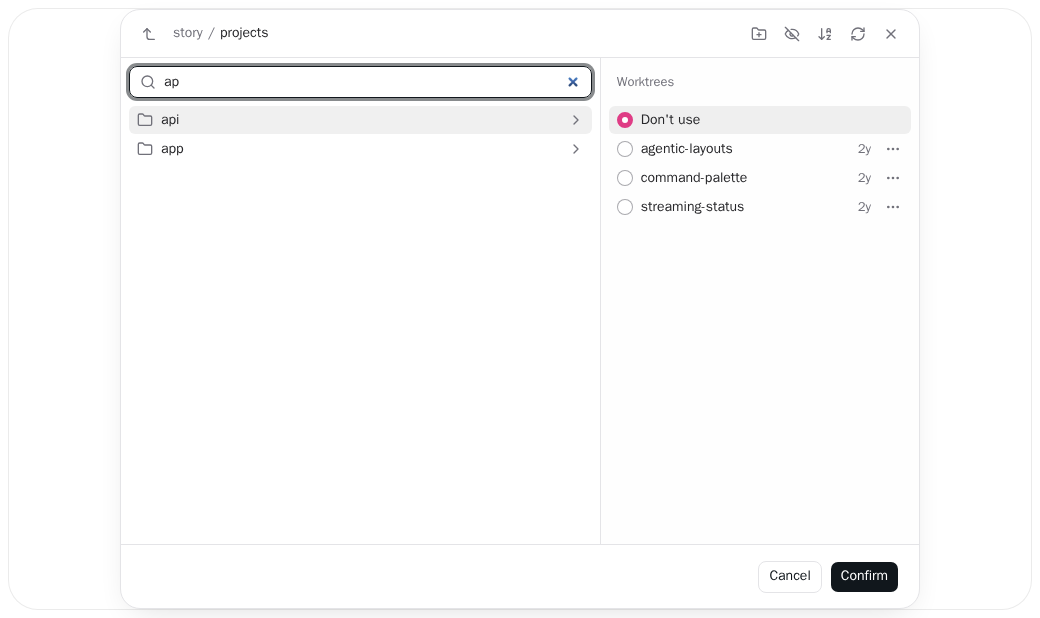 story / projects
ap
api
app
Worktrees
Don't use
agentic-layouts 2y
command-palette 2y
streaming-status 2y
Cancel
Confirm